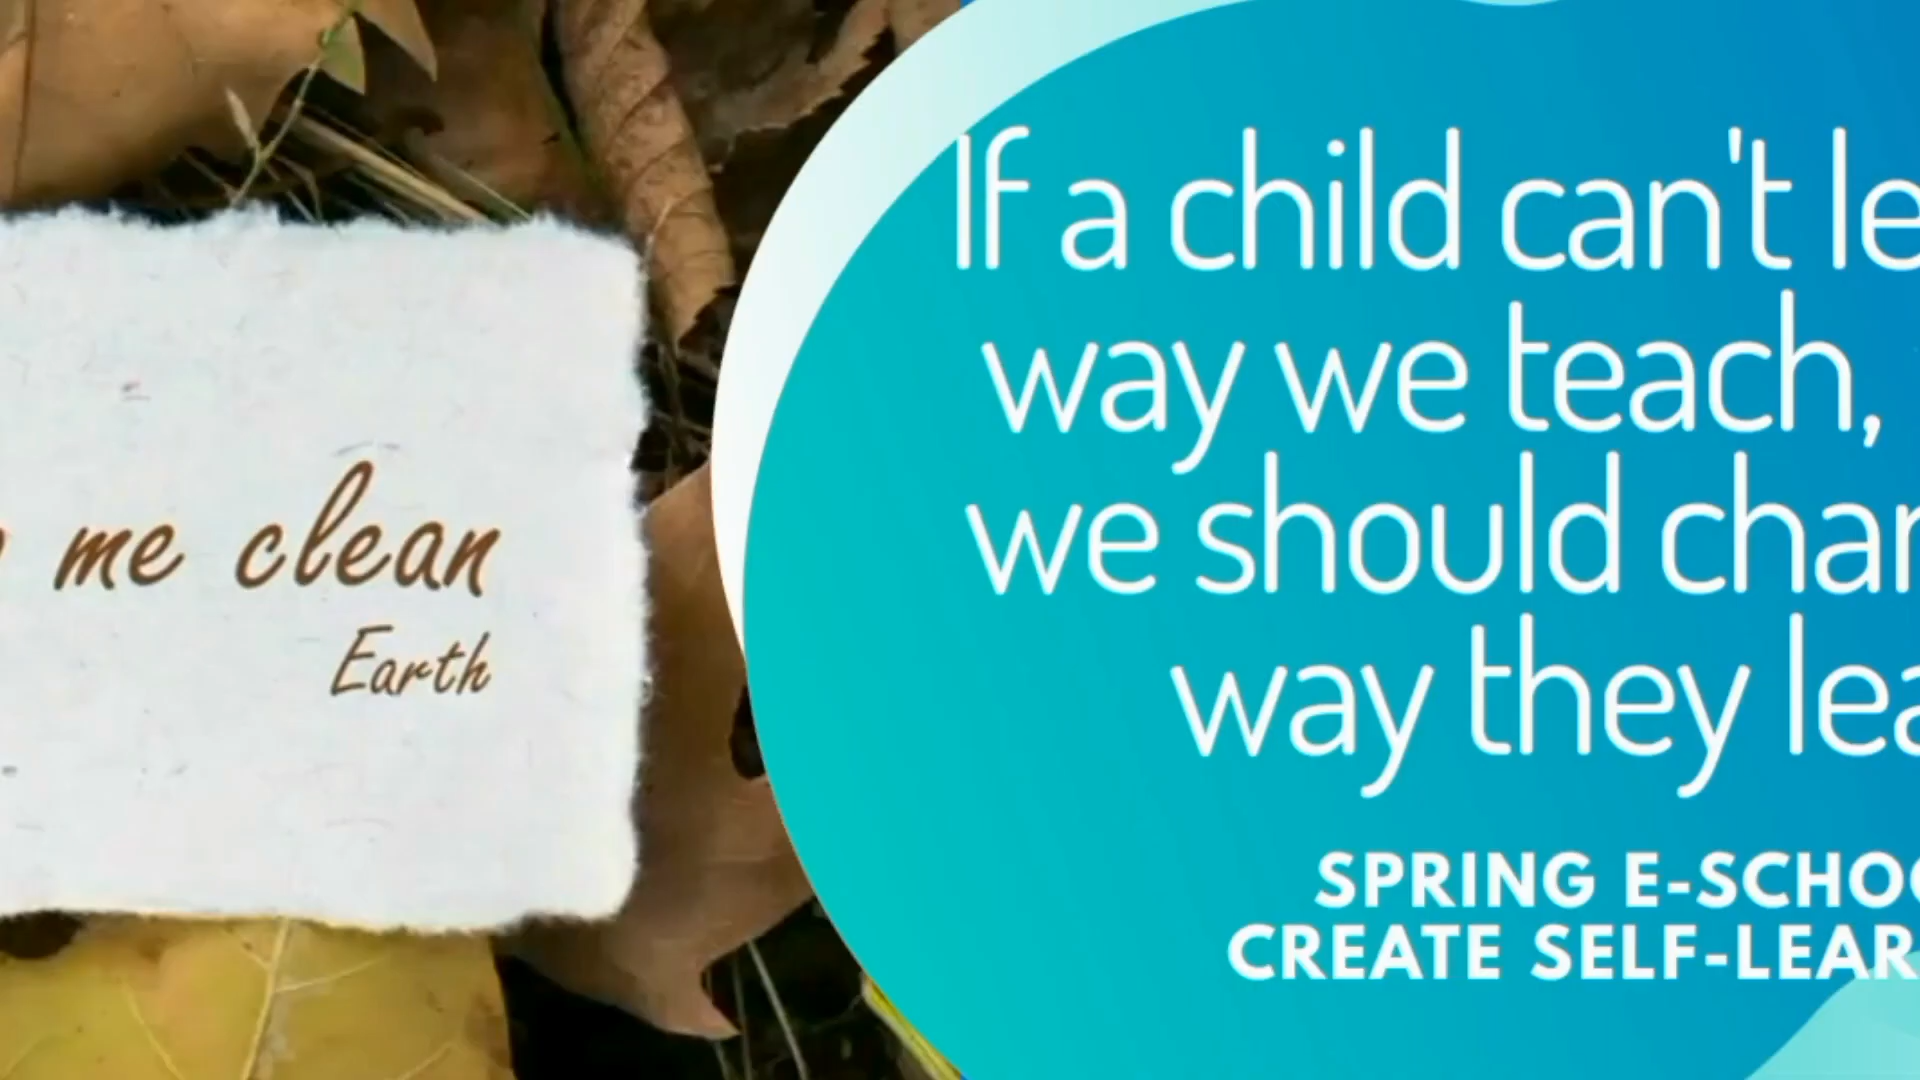 me clean
Earth
If a child can't le
way we teach,
we should chan
way they lea
SPRING E-SCHOO
CREATE SELF-LEAR